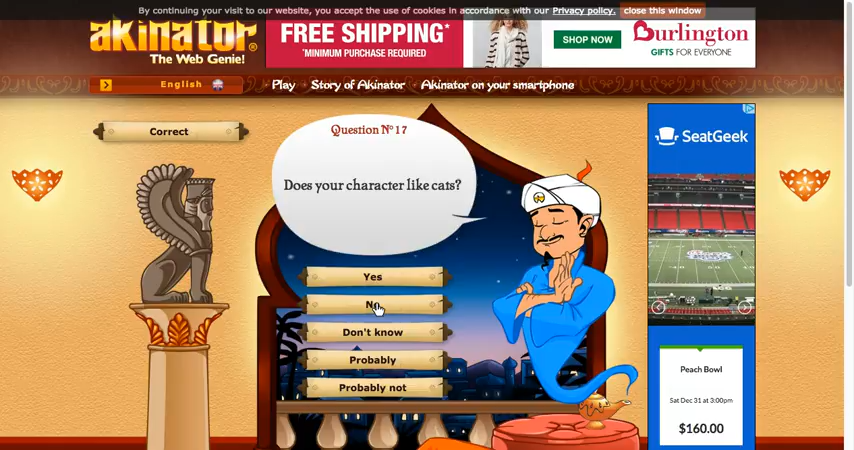 By continuing your visit to our website, you accept the use of cookies in accordance with our Privacy policy. close this window
akinator®
The Web Genie!
FREE SHIPPING*
*MINIMUM PURCHASE REQUIRED
SHOP NOW
Burlington
GIFTS FOR EVERYONE
English
Play
Story of Akinator
Akinator on your smartphone
Correct
Question N°17
Does your character like cats?
Yes
No
Don't know
Probably
Probably not
SeatGeek
Peach Bowl
Sat Dec 31 at 3:00pm
$160.00